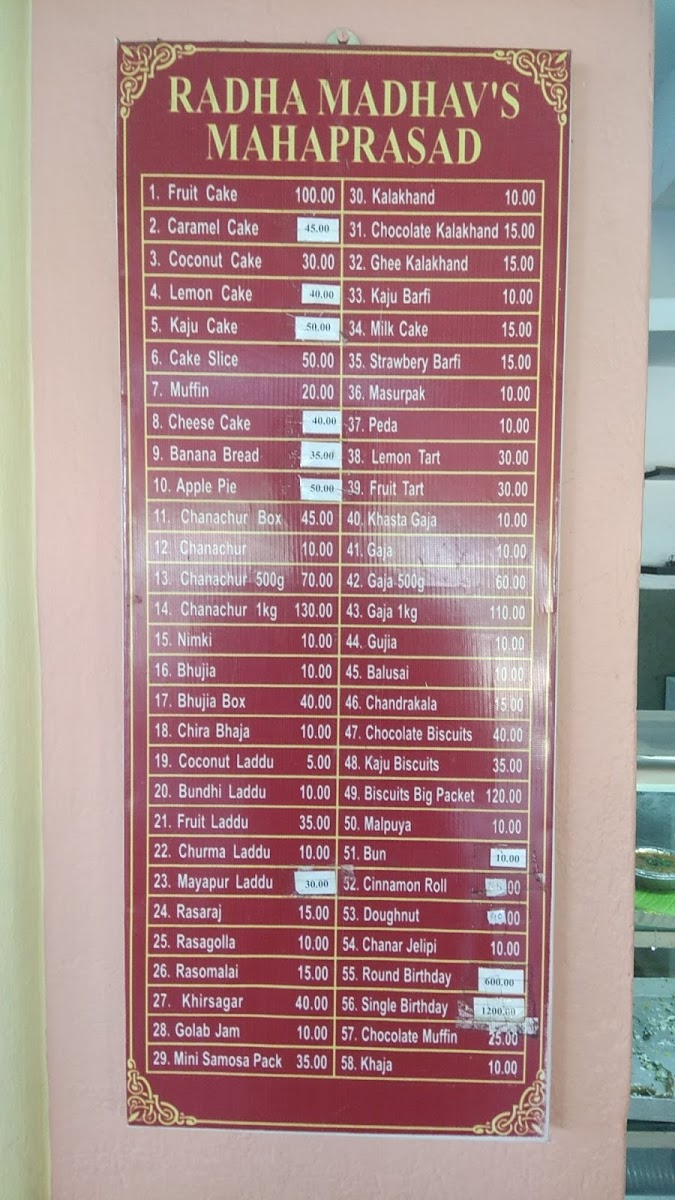 RADHA MADHAV'S
MAHAPRASAD
1. Fruit Cake 100.00
2. Caramel Cake 45.00
3. Coconut Cake 30.00
4. Lemon Cake 40.00
5. Kaju Cake 50.00
6. Cake Slice 50.00
7. Muffin 20.00
8. Cheese Cake 40.00
9. Banana Bread 35.00
10. Apple Pie 50.00
11. Chanachur Box 45.00
12. Chanachur 10.00
13. Chanachur 500g 70.00
14. Chanachur 1kg 130.00
15. Nimki 10.00
16. Bhujia 10.00
17. Bhujia Box 40.00
18. Chira Bhaja 10.00
19. Coconut Laddu 5.00
20. Bundhi Laddu 10.00
21. Fruit Laddu 35.00
22. Churma Laddu 10.00
23. Mayapur Laddu 30.00
24. Rasaraj 15.00
25. Rasagolla 10.00
26. Rasomalai 15.00
27. Khirsagar 40.00
28. Golab Jam 10.00
29. Mini Samosa Pack 35.00
30. Kalakhand 10.00
31. Chocolate Kalakhand 15.00
32. Ghee Kalakhand 15.00
33. Kaju Barfi 10.00
34. Milk Cake 15.00
35. Strawbery Barfi 15.00
36. Masurpak 10.00
37. Peda 10.00
38. Lemon Tart 30.00
39. Fruit Tart 30.00
40. Khasta Gaja 10.00
41. Gaja 10.00
42. Gaja 500g 60.00
43. Gaja 1kg 110.00
44. Gujia 10.00
45. Balusai 10.00
46. Chandrakala 15.00
47. Chocolate Biscuits 40.00
48. Kaju Biscuits 35.00
49. Biscuits Big Packet 120.00
50. Malpuya 10.00
51. Bun 10.00
52. Cinnamon Roll
53. Doughnut
54. Chanar Jelipi 10.00
55. Round Birthday 600.00
56. Single Birthday 1200.00
57. Chocolate Muffin 25.00
58. Khaja 10.00